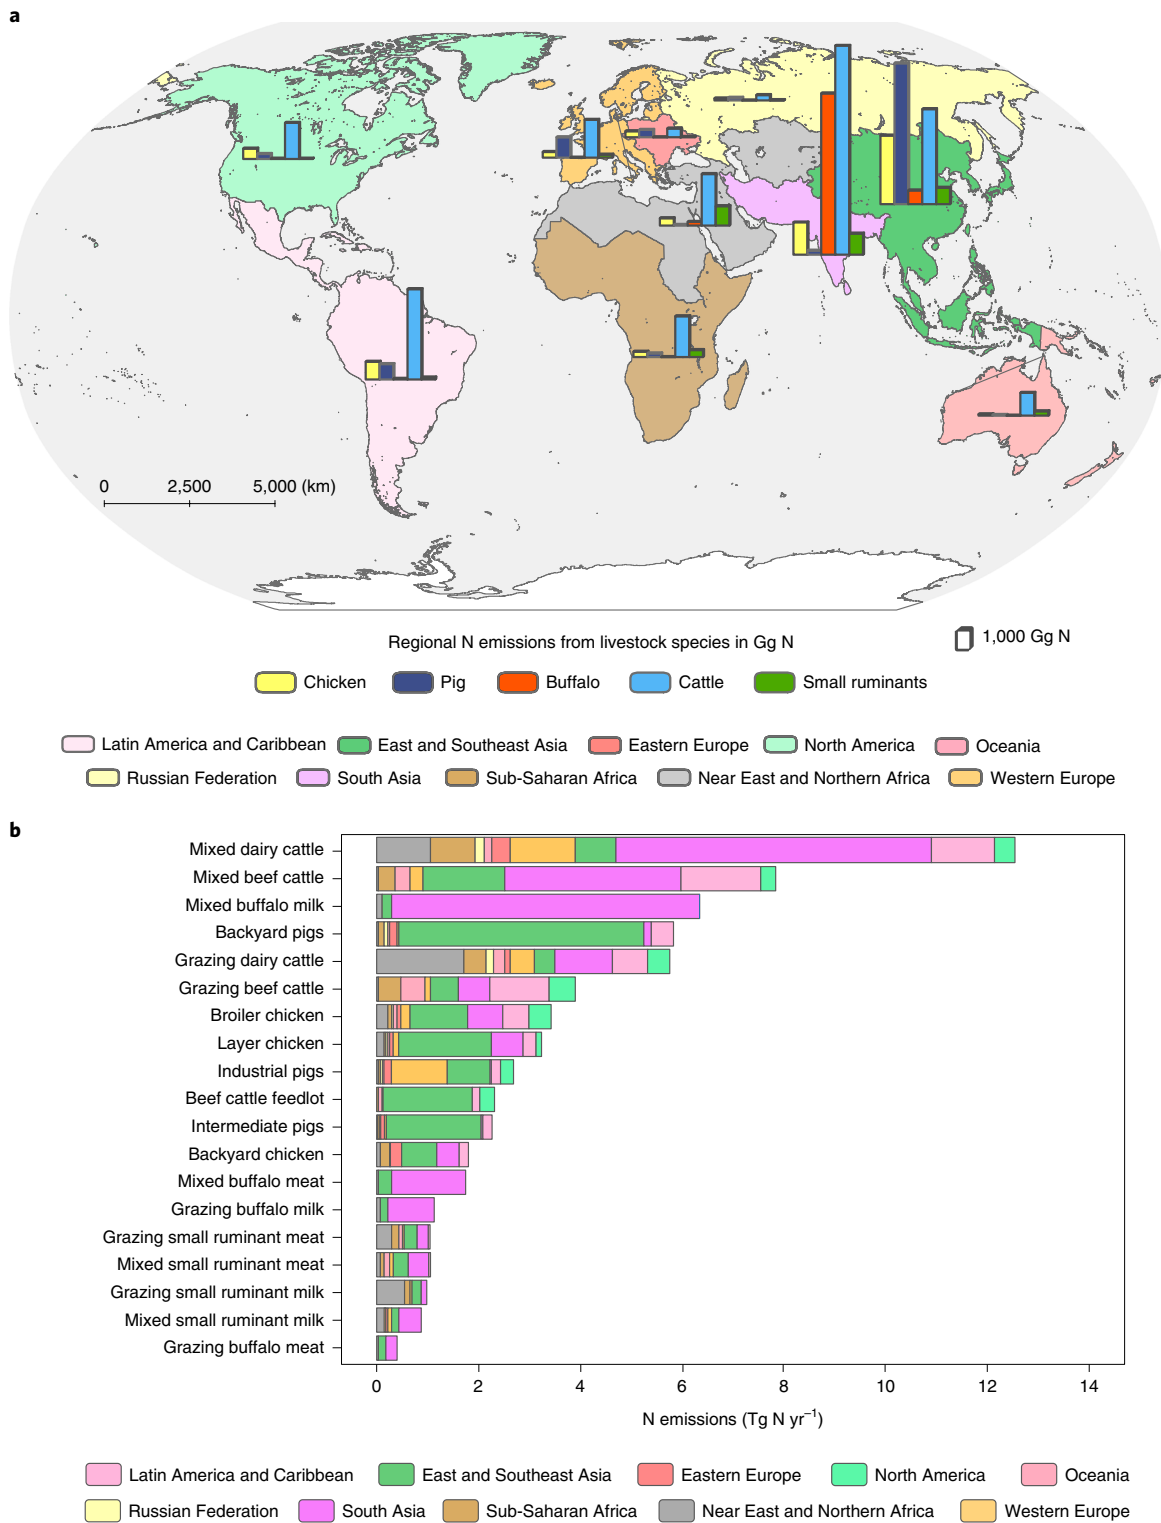 a
0 2,500 5,000 (km)
Regional N emissions from livestock species in Gg N
1,000 Gg N
Chicken Pig Buffalo Cattle Small ruminants
Latin America and Caribbean East and Southeast Asia Eastern Europe North America Oceania
Russian Federation South Asia Sub-Saharan Africa Near East and Northern Africa Western Europe
b
Mixed dairy cattle
Mixed beef cattle
Mixed buffalo milk
Backyard pigs
Grazing dairy cattle
Grazing beef cattle
Broiler chicken
Layer chicken
Industrial pigs
Beef cattle feedlot
Intermediate pigs
Backyard chicken
Mixed buffalo meat
Grazing buffalo milk
Grazing small ruminant meat
Mixed small ruminant meat
Grazing small ruminant milk
Mixed small ruminant milk
Grazing buffalo meat
0 2 4 6 8 10 12 14
N emissions (Tg N yr⁻¹)
Latin America and Caribbean East and Southeast Asia Eastern Europe North America Oceania
Russian Federation South Asia Sub-Saharan Africa Near East and Northern Africa Western Europe